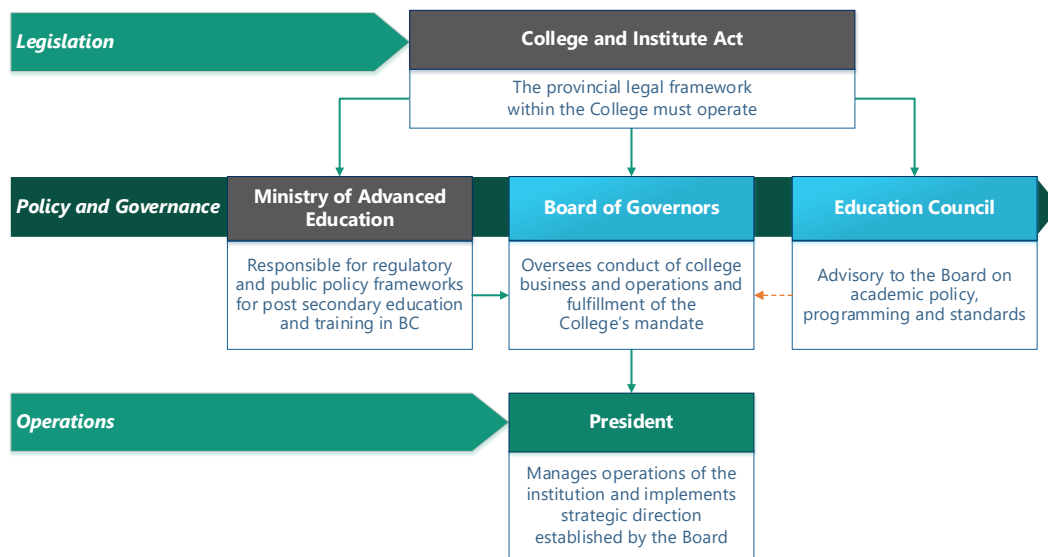 Legislation
College and Institute Act
The provincial legal framework
within the College must operate
Policy and Governance
Ministry of Advanced
Education
Responsible for regulatory
and public policy frameworks
for post secondary education
and training in BC
Board of Governors
Oversees conduct of college
business and operations and
fulfillment of the
College's mandate
Education Council
Advisory to the Board on
academic policy,
programming and standards
Operations
President
Manages operations of the
institution and implements
strategic direction
established by the Board